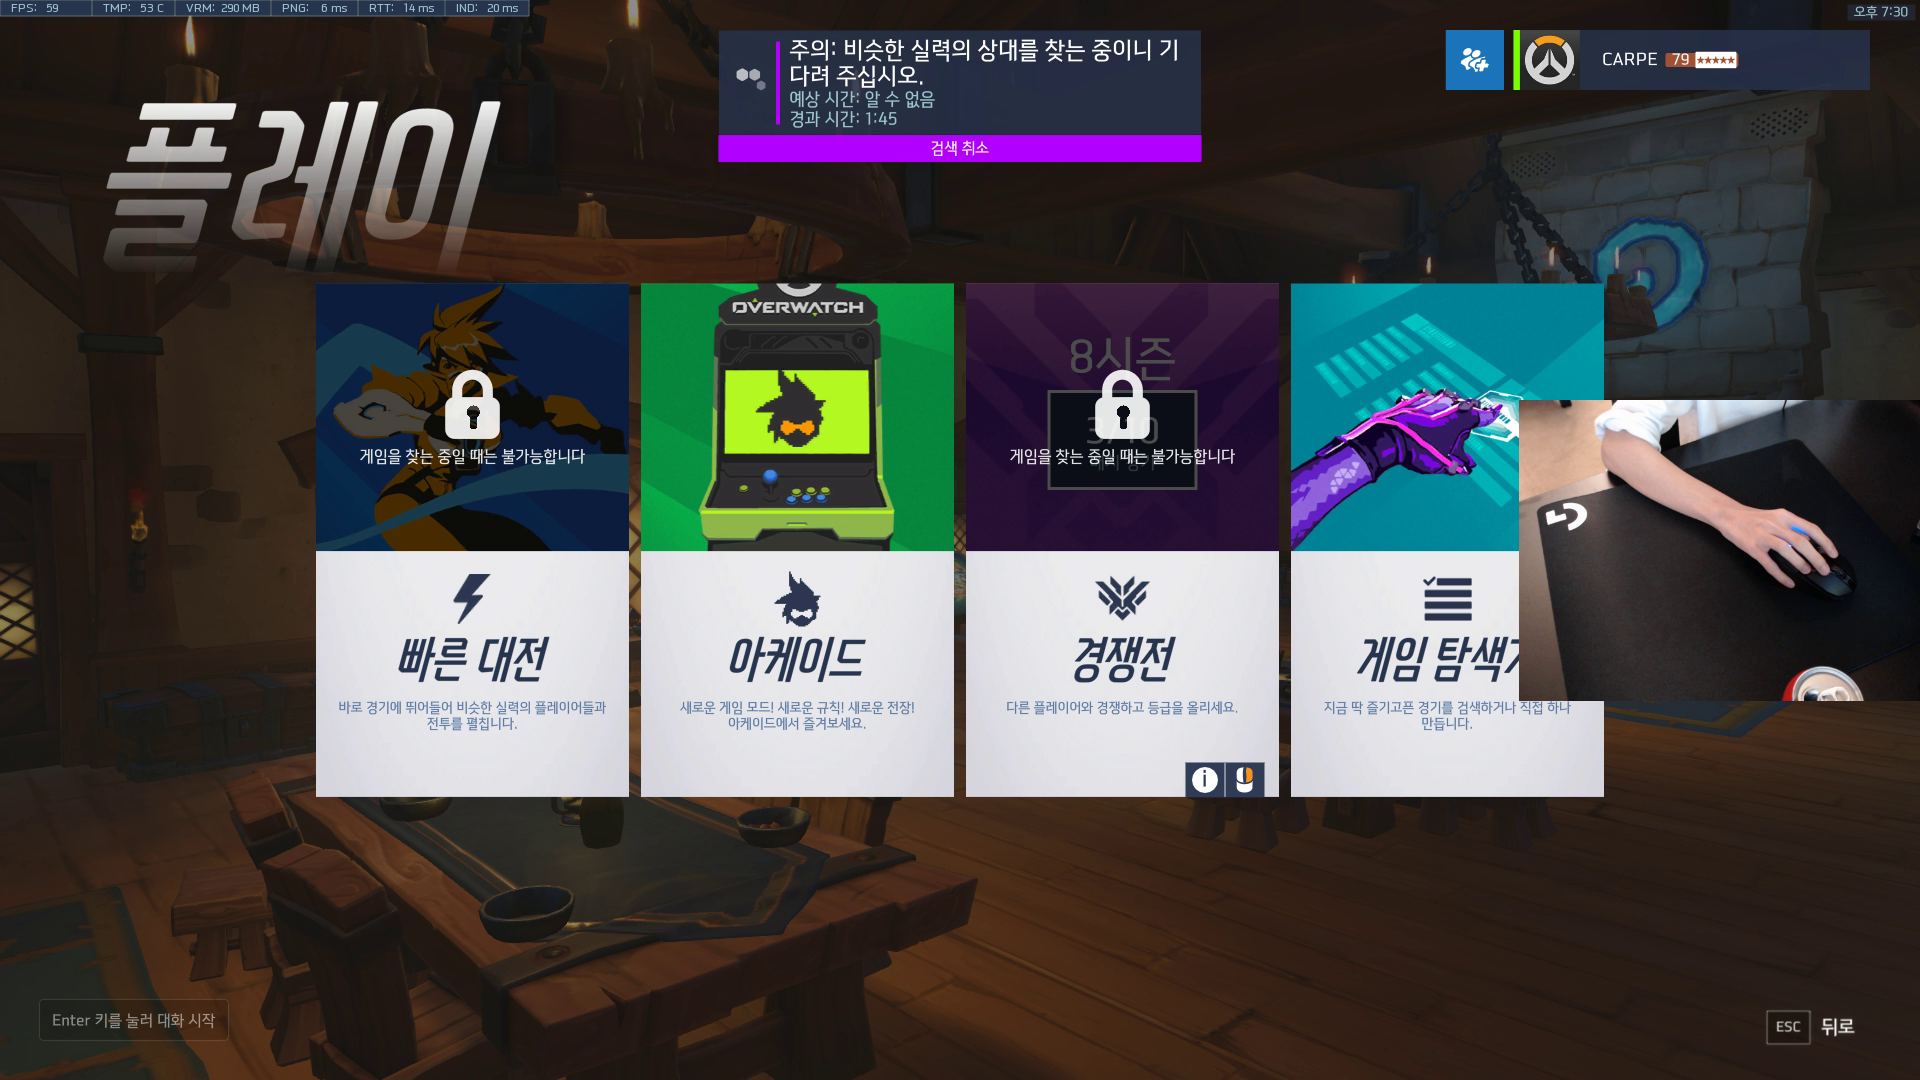 FPS: 59 TMP: 53 C VRM: 290 MB PNG: 6 ms RTT: 14 ms IND: 20 ms
오후 7:30
주의: 비슷한 실력의 상대를 찾는 중이니 기
다려 주십시오.
예상 시간: 알 수 없음
경과 시간: 1:45
검색 취소
CARPE 79
플레이
게임을 찾는 중일 때는 불가능합니다
빠른 대전
바로 경기에 뛰어들어 비슷한 실력의 플레이어들과
전투를 펼칩니다.
OVERWATCH
아케이드
새로운 게임 모드! 새로운 규칙! 새로운 전장!
아케이드에서 즐겨보세요.
8시즌
게임을 찾는 중일 때는 불가능합니다
경쟁전
다른 플레이어와 경쟁하고 등급을 올리세요.
게임 탐색
지금 딱 즐기고픈 경기를 검색하거나 직접 하나
만듭니다.
Enter 키를 눌러 대화 시작
ESC 뒤로